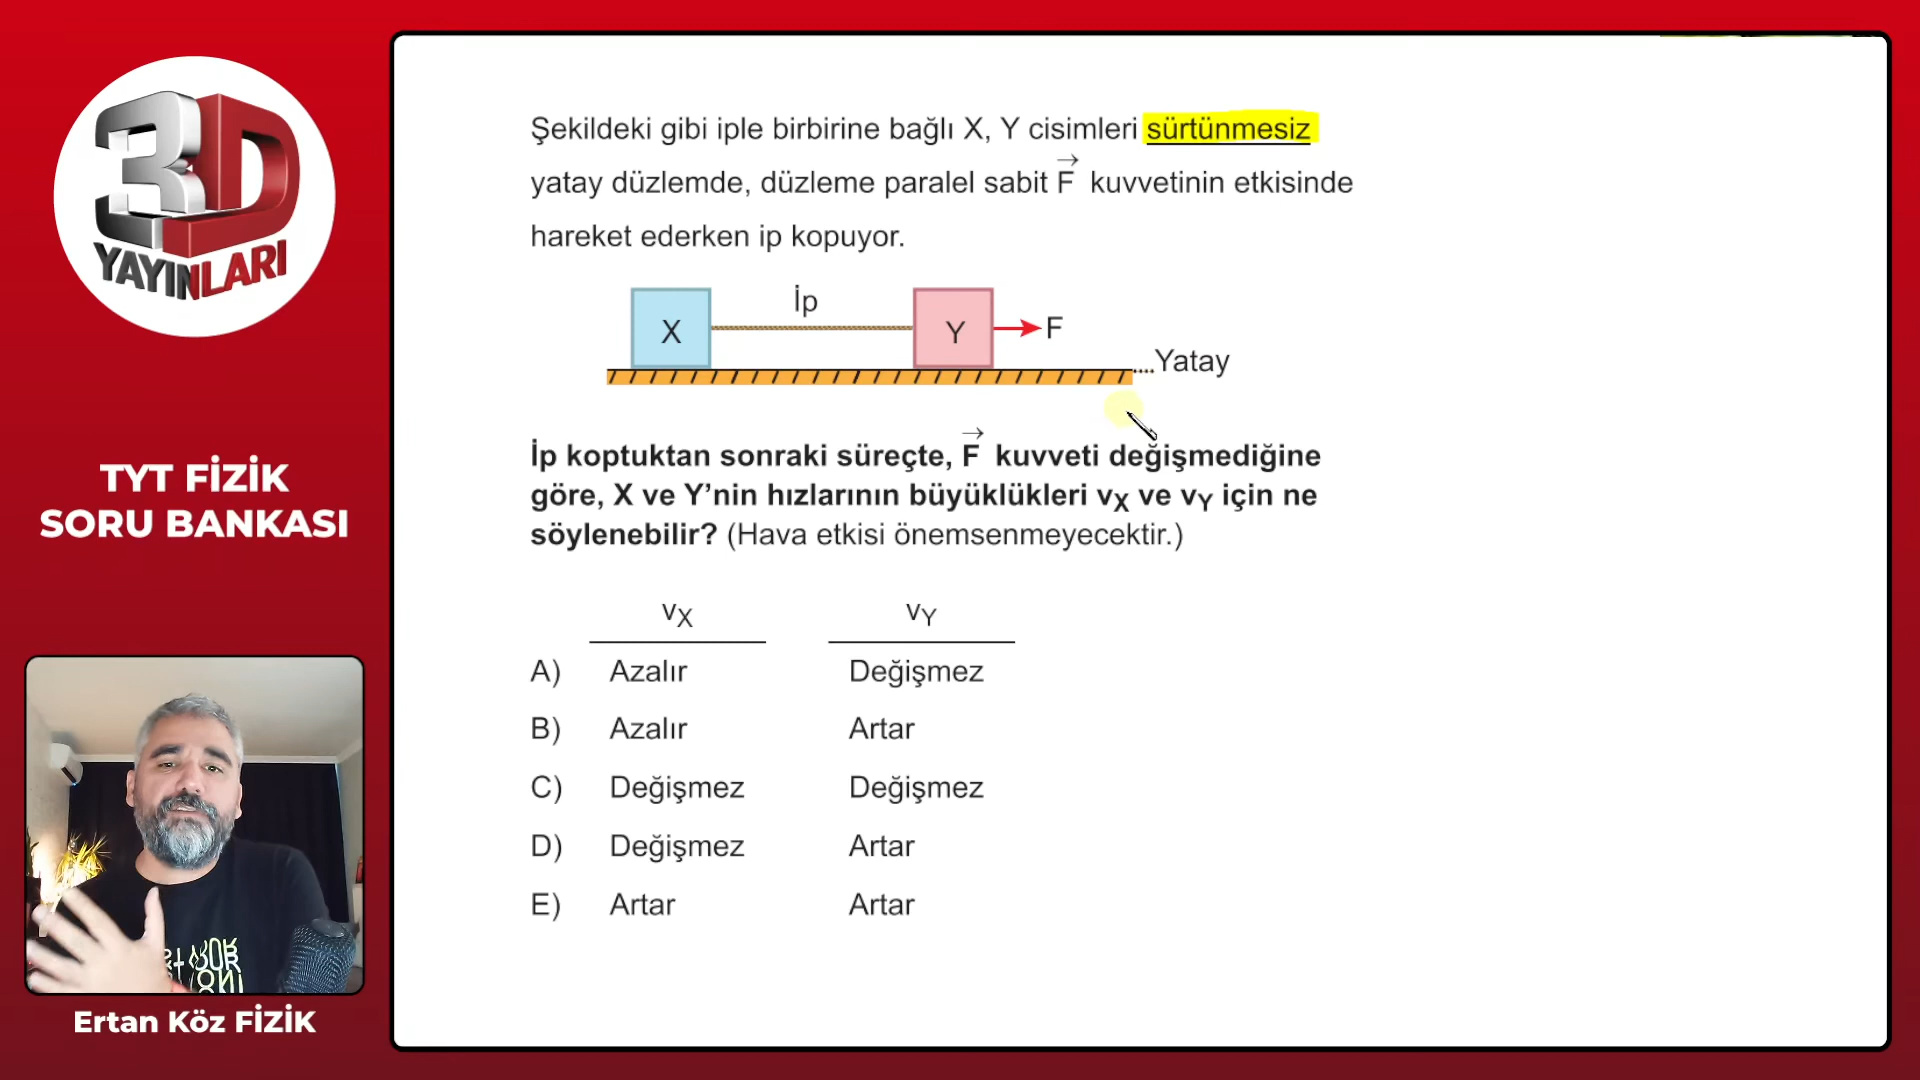 3D
YAYINLARI
TYT FİZİK
SORU BANKASI
Ertan Köz FİZİK
Şekildeki gibi iple birbirine bağlı X, Y cisimleri sürtünmesiz
yatay düzlemde, düzleme paralel sabit F⃗ kuvvetinin etkisinde
hareket ederken ip kopuyor.
İp
X
Y
F
....Yatay
İp koptuktan sonraki süreçte, F⃗ kuvveti değişmediğine
göre, X ve Y’nin hızlarının büyüklükleri vX ve vY için ne
söylenebilir? (Hava etkisi önemsenmeyecektir.)
vX vY
A) Azalır Değişmez
B) Azalır Artar
C) Değişmez Değişmez
D) Değişmez Artar
E) Artar Artar